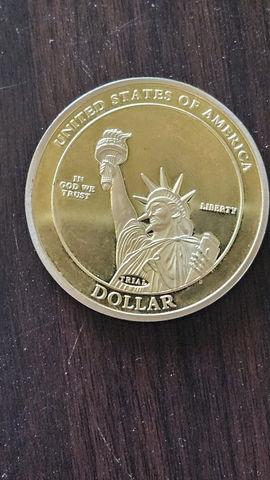 UNITED STATES OF AMERICA
IN
GOD WE
TRUST
LIBERTY
TRIAL
DOLLAR